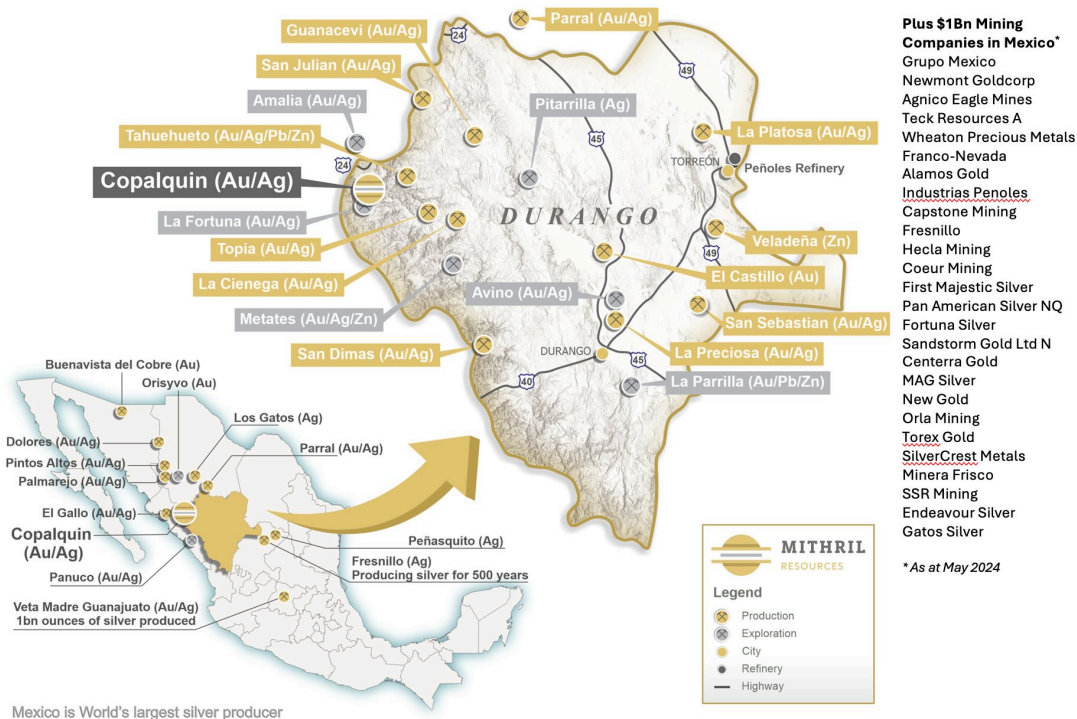 Parral (Au/Ag)
Guanacevi (Au/Ag)
24
San Julian (Au/Ag)
49
Amalia (Au/Ag)
Pitarrilla (Ag)
Tahuehueto (Au/Ag/Pb/Zn)
45
La Platosa (Au/Ag)
24
TORREÓN
Peñoles Refinery
Copalquin (Au/Ag)
La Fortuna (Au/Ag)
DURANGO
Topia (Au/Ag)
Veladeña (Zn)
49
La Cienega (Au/Ag)
El Castillo (Au)
Avino (Au/Ag)
Metates (Au/Ag/Zn)
San Sebastian (Au/Ag)
San Dimas (Au/Ag)
DURANGO
La Preciosa (Au/Ag)
45
40
La Parrilla (Au/Pb/Zn)
Plus $1Bn Mining
Companies in Mexico*
Grupo Mexico
Newmont Goldcorp
Agnico Eagle Mines
Teck Resources A
Wheaton Precious Metals
Franco-Nevada
Alamos Gold
Industrias Penoles
Capstone Mining
Fresnillo
Hecla Mining
Coeur Mining
First Majestic Silver
Pan American Silver NQ
Fortuna Silver
Sandstorm Gold Ltd N
Centerra Gold
MAG Silver
New Gold
Orla Mining
Torex Gold
SilverCrest Metals
Minera Frisco
SSR Mining
Endeavour Silver
Gatos Silver
*As at May 2024
Buenavista del Cobre (Au)
Orisyvo (Au)
Los Gatos (Ag)
Dolores (Au/Ag)
Parral (Au/Ag)
Pintos Altos (Au/Ag)
Palmarejo (Au/Ag)
El Gallo (Au/Ag)
Copalquin
(Au/Ag)
Peñasquito (Ag)
Fresnillo (Ag)
Producing silver for 500 years
Panuco (Au/Ag)
Veta Madre Guanajuato (Au/Ag)
1bn ounces of silver produced
MITHRIL
RESOURCES
Legend
Production
Exploration
City
Refinery
Highway
Mexico is World's largest silver producer